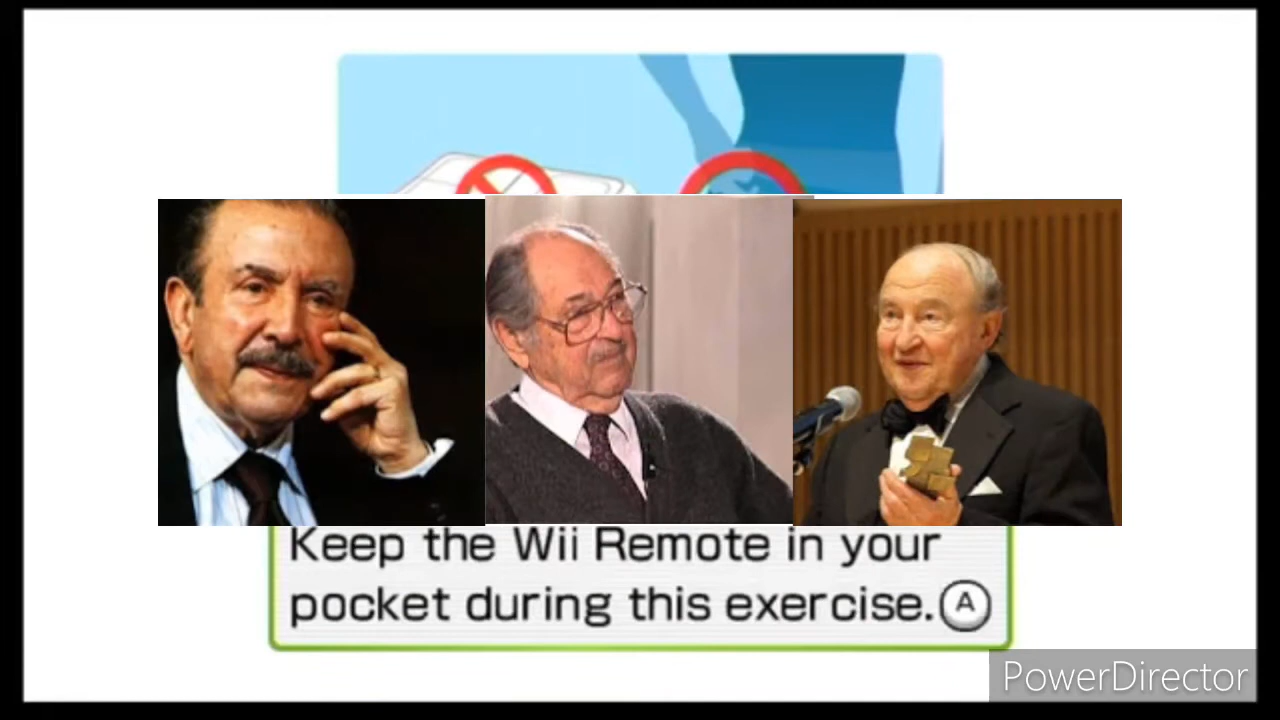 Keep the Wii Remote in your
pocket during this exercise. A
PowerDirector